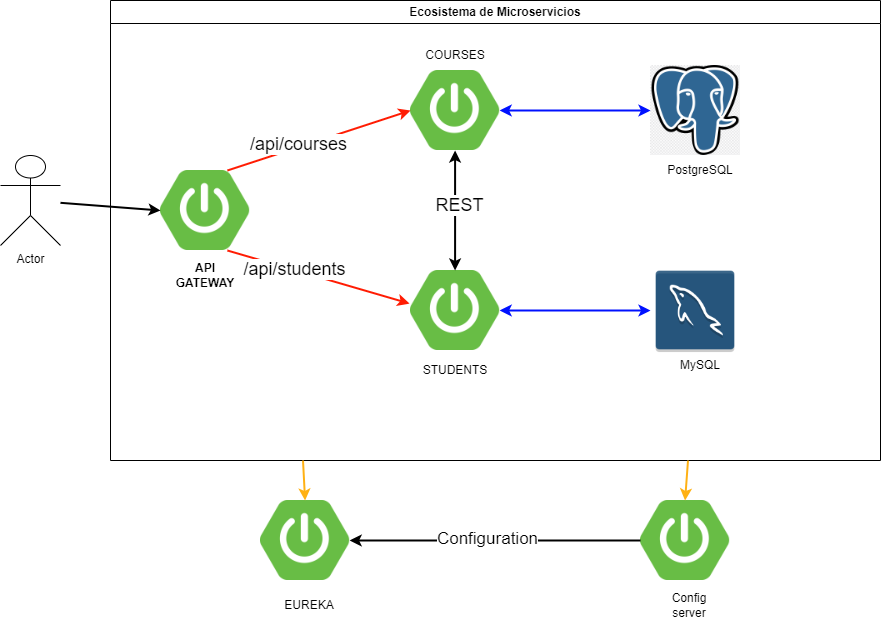 Ecosistema de Microservicios
COURSES
/api/courses
PostgreSQL
REST
Actor
API
GATEWAY
/api/students
STUDENTS
MySQL
Configuration
EUREKA
Config
server